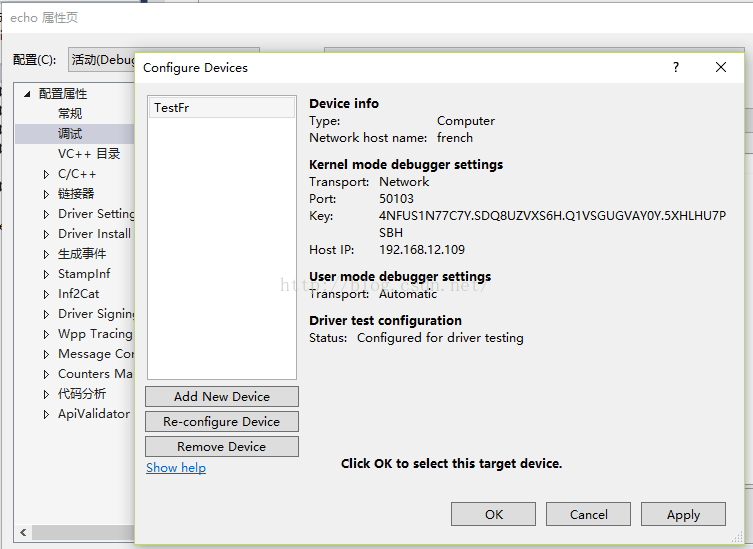 echo 属性页
配置(C):
活动(Debug
Configure Devices
?
配置属性
常规
调试
VC++ 目录
C/C++
链接器
Driver Setting
Driver Install
生成事件
StampInf
Inf2Cat
Driver Signing
Wpp Tracing
Message Con
Counters Ma
代码分析
ApiValidator
TestFr
Add New Device
Re-configure Device
Remove Device
Show help
Device info
Type: Computer
Network host name: french
Kernel mode debugger settings
Transport: Network
Port: 50103
Key: 4NFUS1N77C7Y.SDQ8UZVXS6H.Q1VSGUGVAY0Y.5XHLHU7P
SBH
Host IP: 192.168.12.109
http://blog.csdn.net/
User mode debugger settings
Transport: Automatic
Driver test configuration
Status: Configured for driver testing
Click OK to select this target device.
OK Cancel Apply